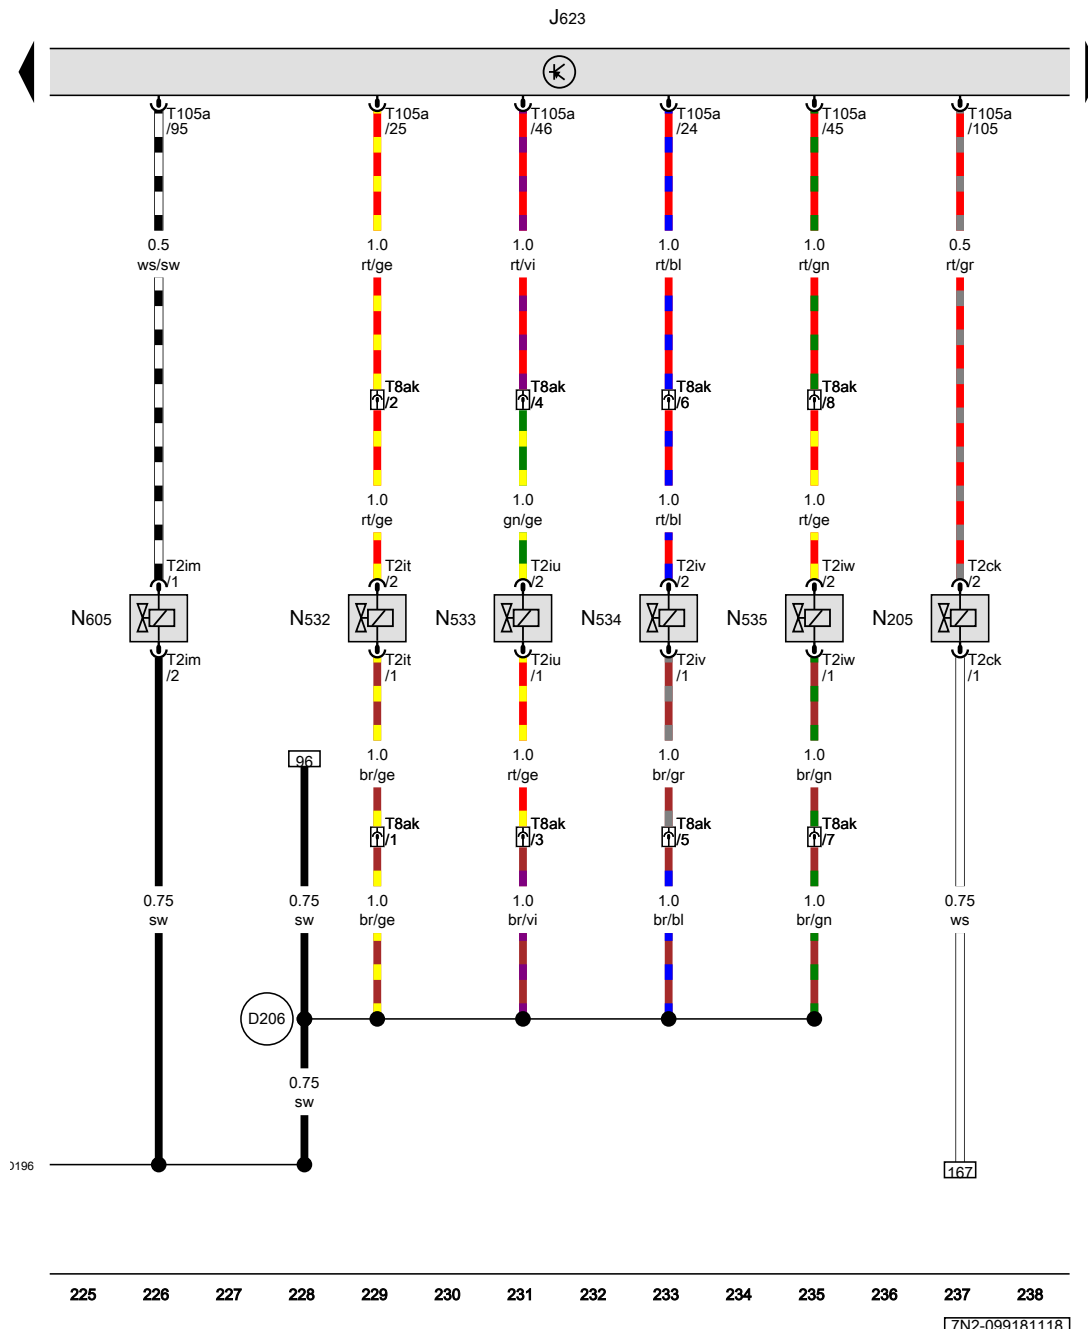 J623
T105a T105a T105a T105a T105a T105a
/95 /25 /46 /24 /45 /105
0.5 1.0 1.0 1.0 1.0 0.5
ws/sw rt/ge rt/vi rt/bl rt/gn rt/gr
T8ak T8ak T8ak T8ak
/2 /4 /6 /8
1.0 1.0 1.0 1.0
rt/ge gn/ge rt/bl rt/ge
T2im T2it T2iu T2iv T2iw T2ck
/1 /2 /2 /2 /2 /2
N605 N532 N533 N534 N535 N205
T2im T2it T2iu T2iv T2iw T2ck
/2 /1 /1 /1 /1 /1
96 1.0 1.0 1.0 1.0
br/ge rt/ge br/gr br/gn
T8ak T8ak T8ak T8ak
/1 /3 /5 /7
0.75 0.75 1.0 1.0 1.0 1.0 0.75
sw sw br/ge br/vi br/bl br/gn ws
D206
0.75
sw
D196 167
225 226 227 228 229 230 231 232 233 234 235 236 237 238
7N2-099181118